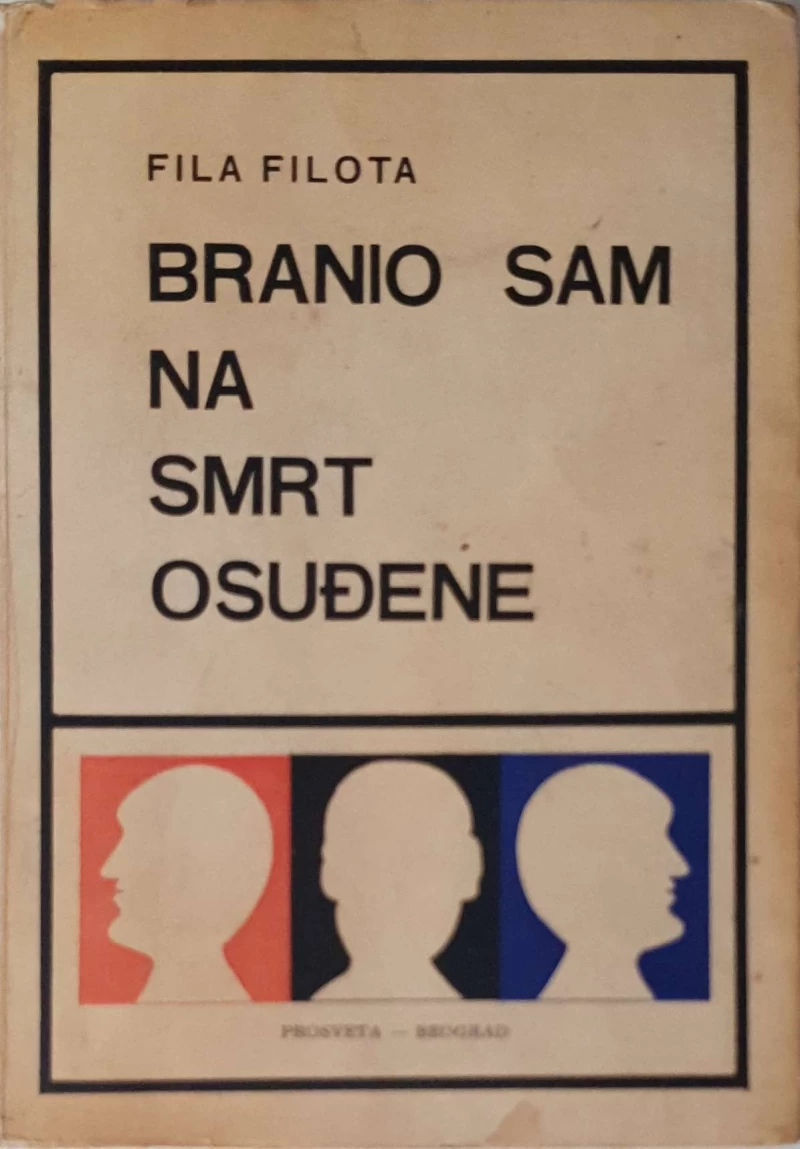 FILA FILOTA
BRANIO SAM
NA
SMRT
OSUĐENE
PROSVETA — BEOGRAD